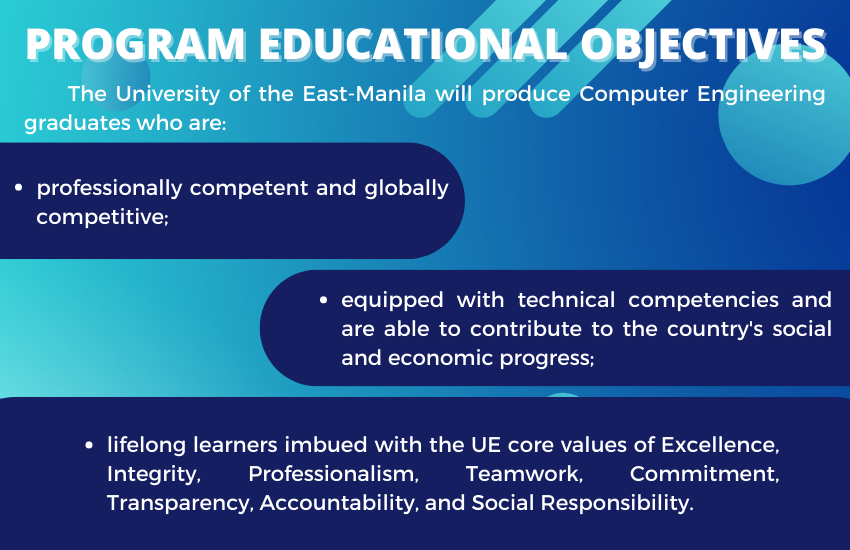 PROGRAM EDUCATIONAL OBJECTIVES
The University of the East-Manila will produce Computer Engineering
graduates who are:
• professionally competent and globally
competitive;
• equipped with technical competencies and
are able to contribute to the country's social
and economic progress;
• lifelong learners imbued with the UE core values of Excellence,
Integrity, Professionalism, Teamwork, Commitment,
Transparency, Accountability, and Social Responsibility.